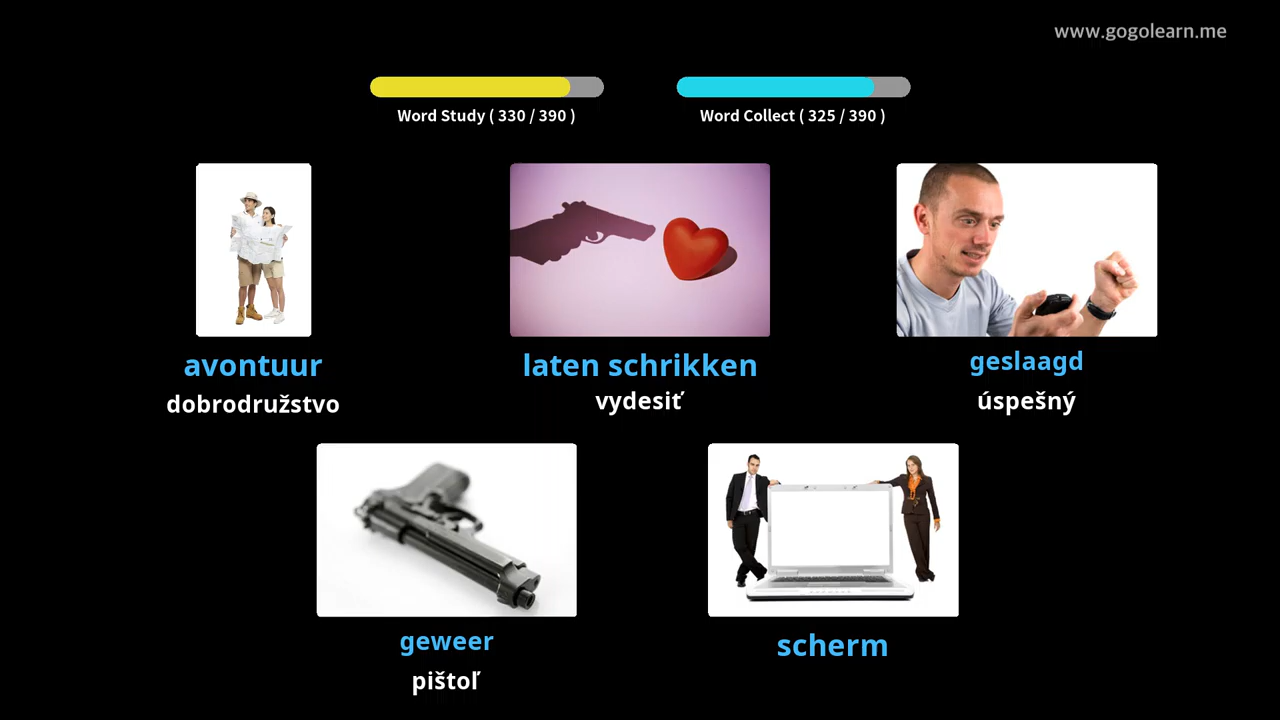 www.gogolearn.me
Word Study ( 330 / 390 )
Word Collect ( 325 / 390 )
avontuur
dobrodružstvo
laten schrikken
vydesiť
geslaagd
úspešný
geweer
pištoľ
scherm